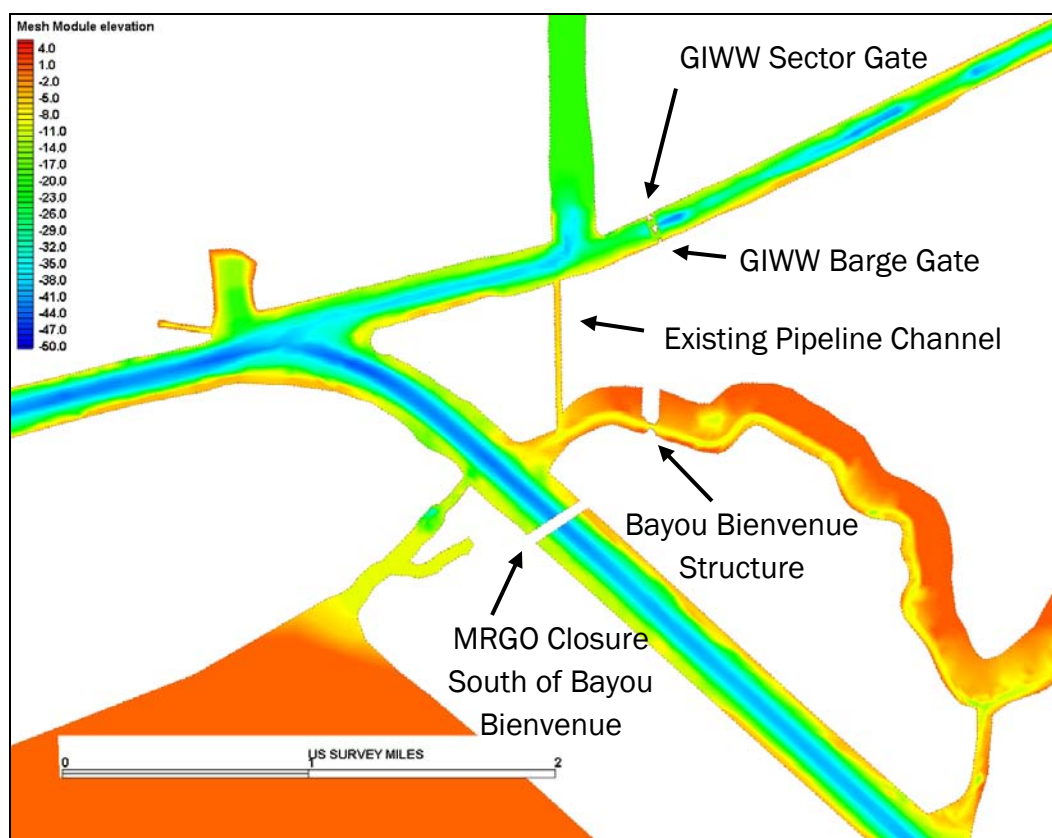 Mesh Module elevation
4.0
1.0
-2.0
-5.0
-8.0
-11.0
-14.0
-17.0
-20.0
-23.0
-26.0
-29.0
-32.0
-35.0
-38.0
-41.0
-44.0
-47.0
-50.0
GIWW Sector Gate
GIWW Barge Gate
Existing Pipeline Channel
Bayou Bienvenue
Structure
MRGO Closure
South of Bayou
Bienvenue
US SURVEY MILES
0
1
2